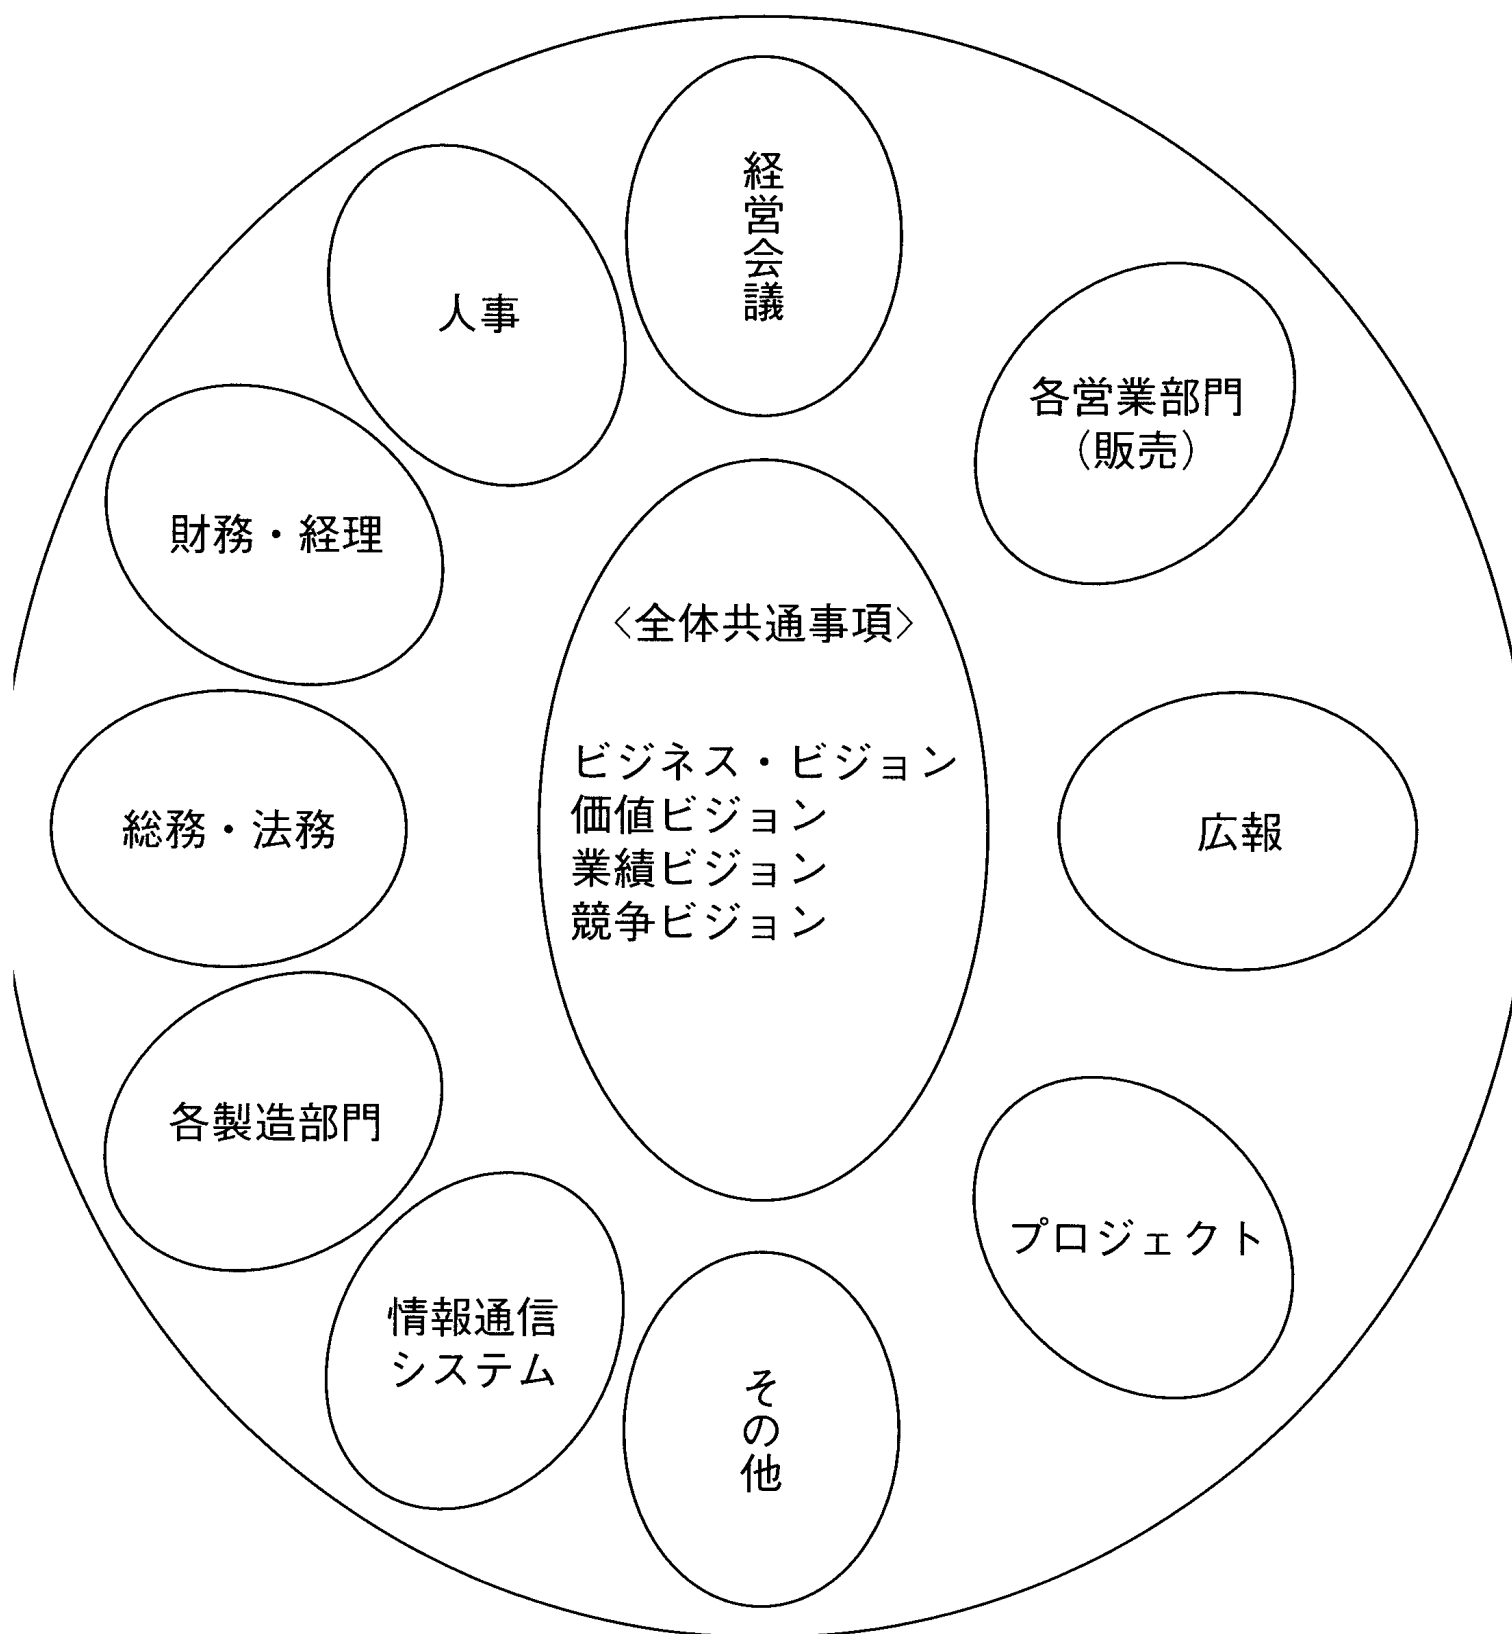 経営会議
人事
各営業部門
（販売）
財務・経理
〈全体共通事項〉
ビジネス・ビジョン
価値ビジョン
業績ビジョン
競争ビジョン
総務・法務
広報
各製造部門
プロジェクト
情報通信
システム
その他